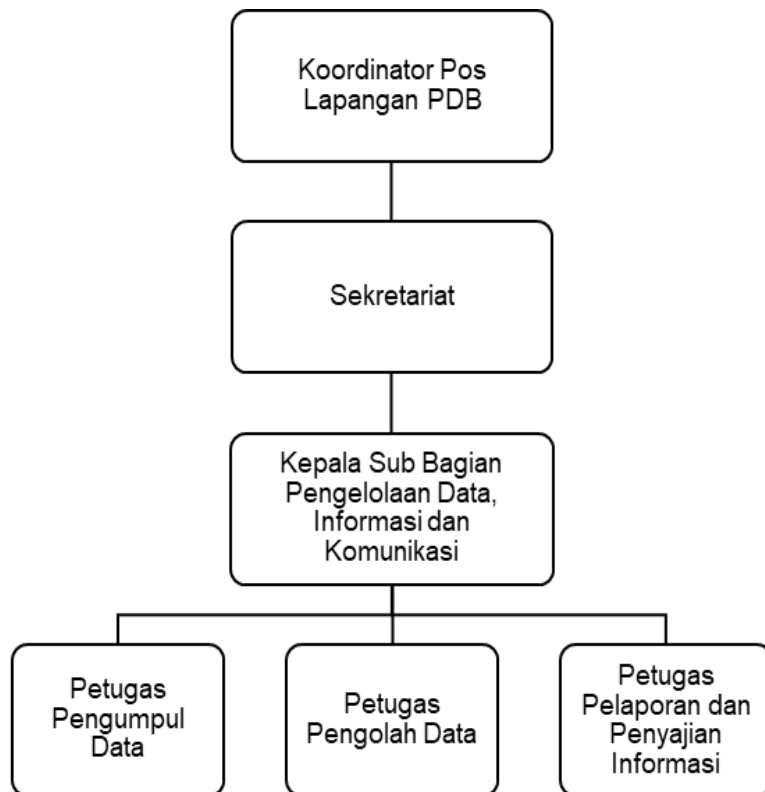 Koordinator Pos
Lapangan PDB
Sekretariat
Kepala Sub Bagian
Pengelolaan Data,
Informasi dan
Komunikasi
Petugas
Pengumpul
Data
Petugas
Pengolah Data
Petugas
Pelaporan dan
Penyajian
Informasi